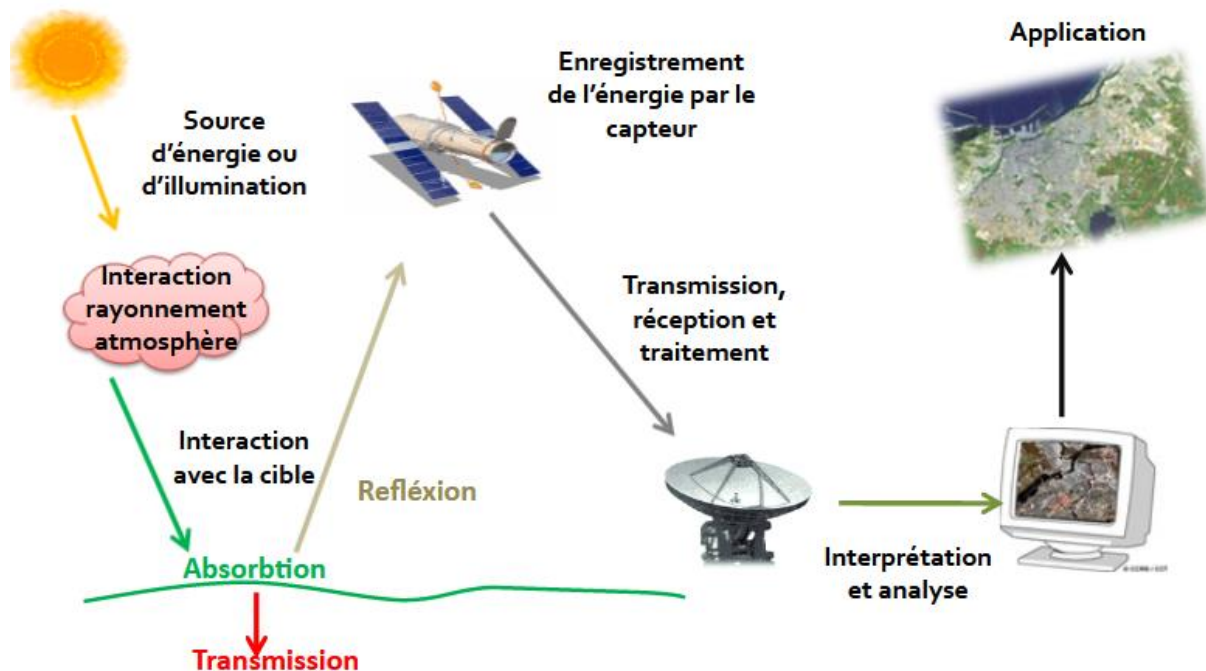 Source
d'énergie ou
d'illumination
Enregistrement
de l'énergie par le
capteur
Application
Interaction
rayonnement
atmosphère
Transmission,
réception et
traitement
Interaction
avec la cible
Refléxion
Absorbtion
Transmission
Interprétation
et analyse